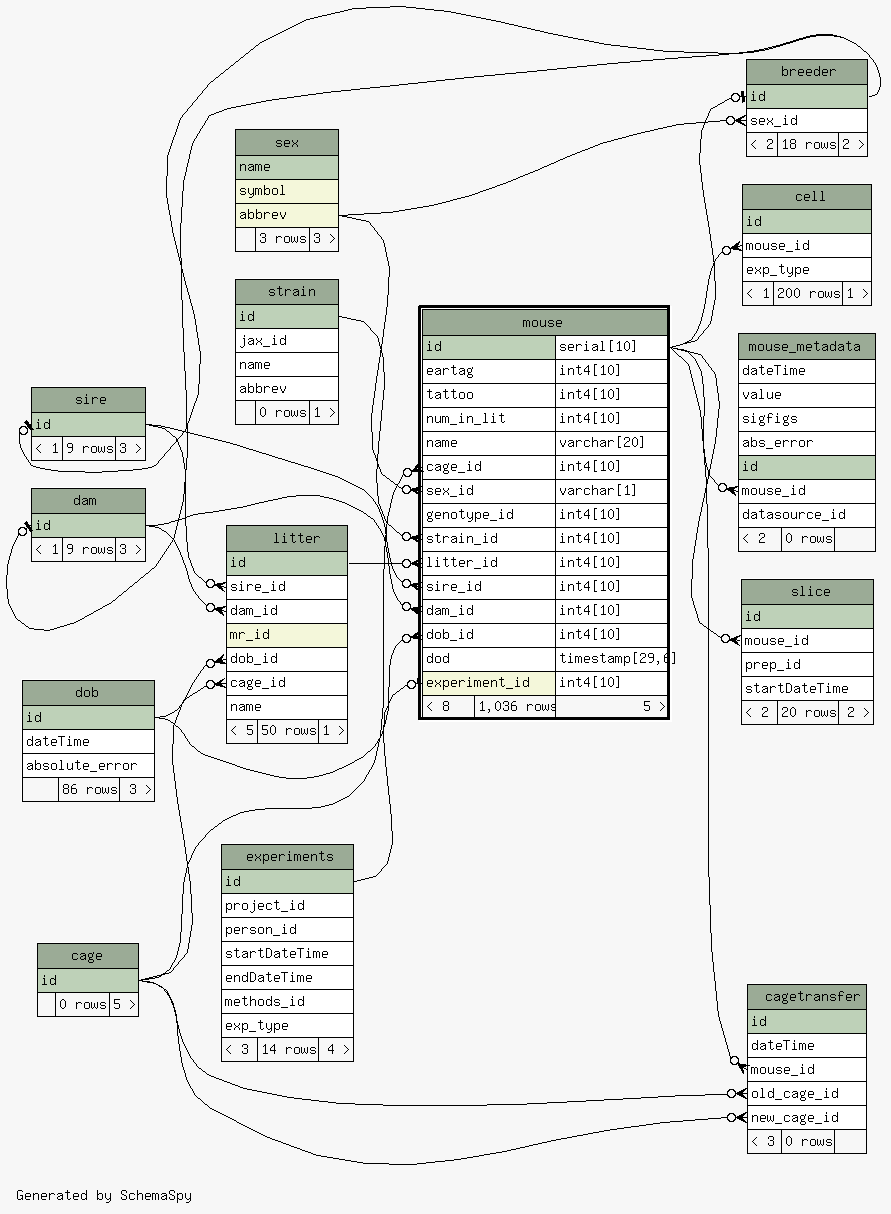 breeder
id
sex_id
< 2 18 rows 2 >
sex
name
symbol
abbrev
3 rows 3 >
cell
id
mouse_id
exp_type
< 1 200 rows 1 >
strain
id
jax_id
name
abbrev
0 rows 1 >
mouse
id serial[10]
eartag int4[10]
tattoo int4[10]
num_in_lit int4[10]
name varchar[20]
cage_id int4[10]
sex_id varchar[1]
genotype_id int4[10]
strain_id int4[10]
litter_id int4[10]
sire_id int4[10]
dam_id int4[10]
dob_id int4[10]
dod timestamp[29,6]
experiment_id int4[10]
< 8 1,036 rows 5 >
mouse_metadata
dateTime
value
sigfigs
abs_error
id
mouse_id
datasource_id
< 2 0 rows
sire
id
< 1 9 rows 3 >
dam
id
< 1 9 rows 3 >
litter
id
sire_id
dam_id
mr_id
dob_id
cage_id
name
< 5 50 rows 1 >
slice
id
mouse_id
prep_id
startDateTime
< 2 20 rows 2 >
dob
id
dateTime
absolute_error
86 rows 3 >
experiments
id
project_id
person_id
startDateTime
endDateTime
methods_id
exp_type
< 3 14 rows 4 >
cage
id
0 rows 5 >
cagetransfer
id
dateTime
mouse_id
old_cage_id
new_cage_id
< 3 0 rows
Generated by SchemaSpy